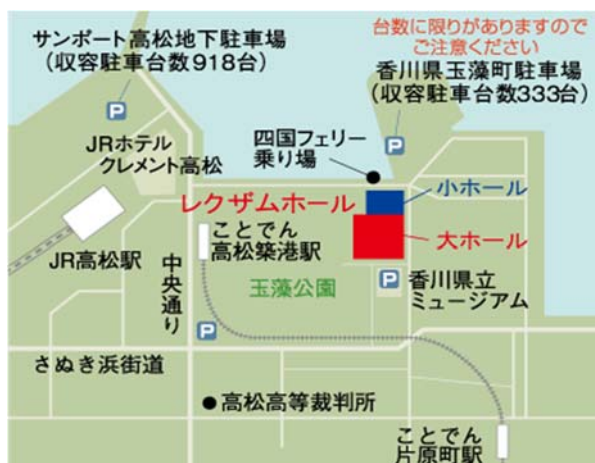 台数に限りがありますので
ご注意ください
サンポート高松地下駐車場
(収容駐車台数918台)
香川県玉藻町駐車場
(収容駐車台数333台)
P
P
JRホテル
クレメント高松
四国フェリー
乗り場
小ホール
レクザムホール
大ホール
ことでん
高松築港駅
JR高松駅
中央通り
玉藻公園
P
香川県立
ミュージアム
P
さぬき浜街道
高松高等裁判所
ことでん
片原町駅